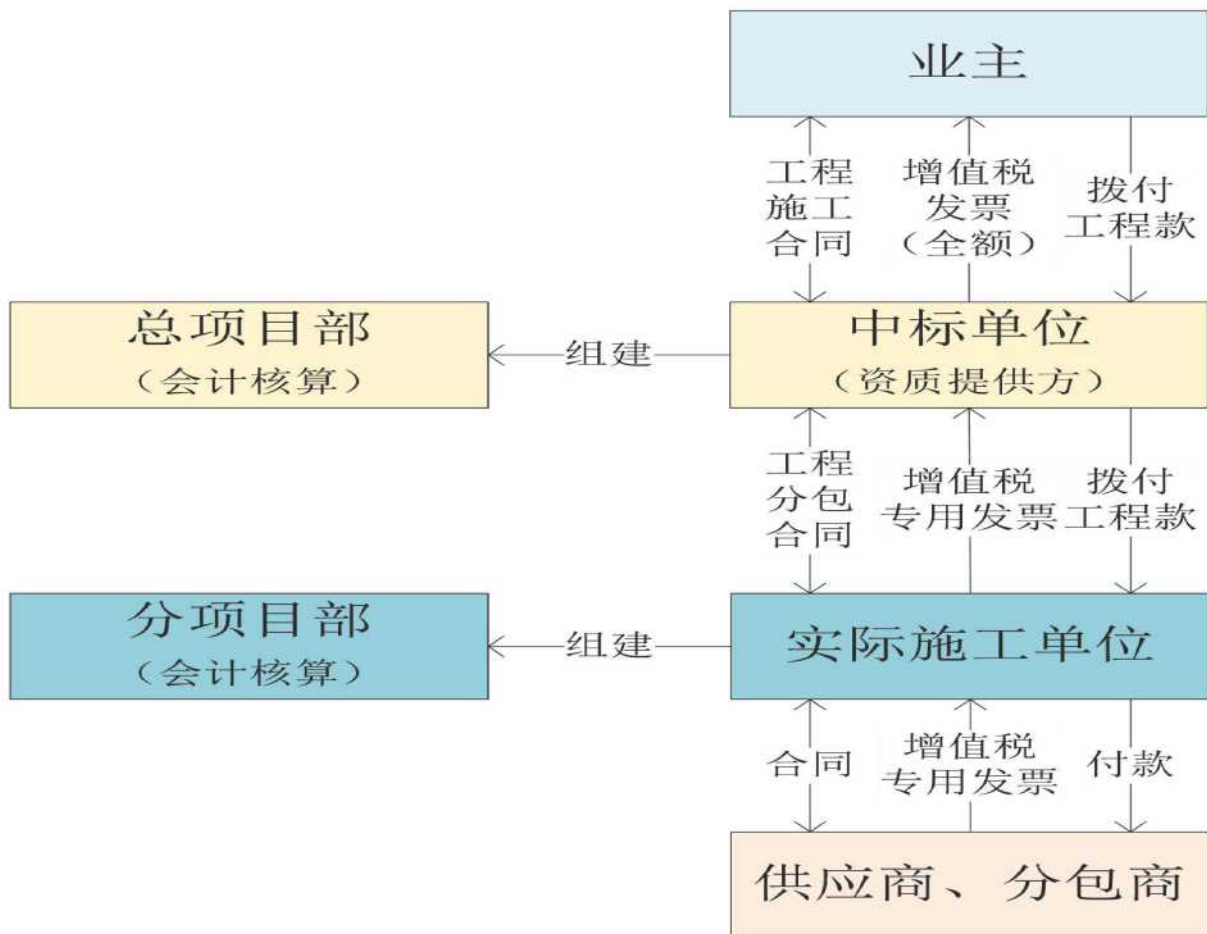 业主
工程
施工
合同
增值税
发票
（全额）
拨付
工程款
总项目部
（会计核算）
组建
中标单位
（资质提供方）
工程
分包
合同
增值税
专用发票
拨付
工程款
分项目部
（会计核算）
组建
实际施工单位
合同
增值税
专用发票
付款
供应商、分包商